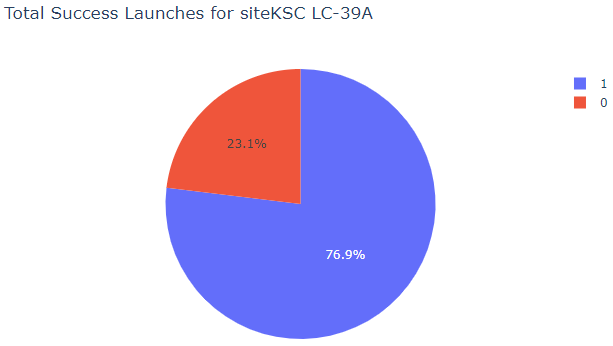 Total Success Launches for siteKSC LC-39A
1
0
23.1%
76.9%